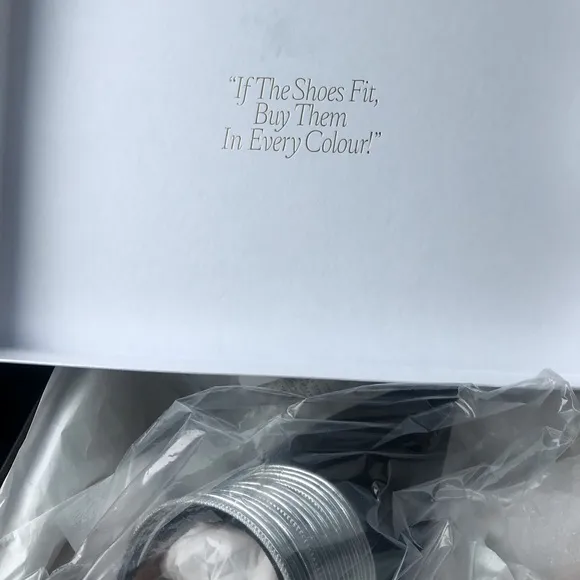 “If The Shoes Fit,
Buy Them
In Every Colour!”